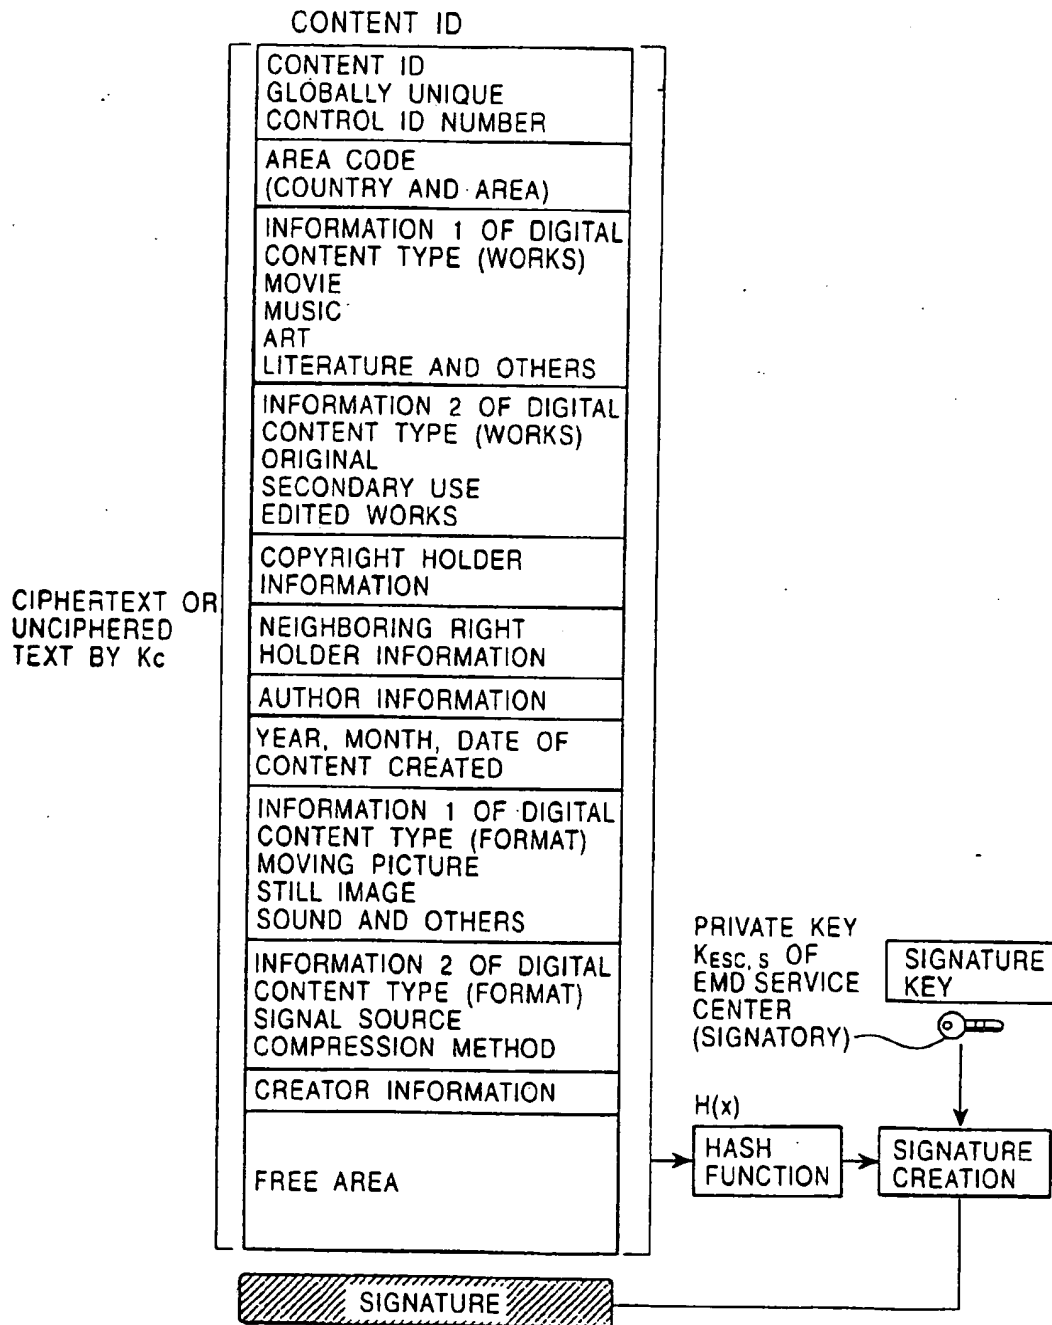 CONTENT ID
CONTENT ID
GLOBALLY UNIQUE
CONTROL ID NUMBER
AREA CODE
(COUNTRY AND AREA)
INFORMATION 1 OF DIGITAL
CONTENT TYPE (WORKS)
MOVIE
MUSIC
ART
LITERATURE AND OTHERS
INFORMATION 2 OF DIGITAL
CONTENT TYPE (WORKS)
ORIGINAL
SECONDARY USE
EDITED WORKS
COPYRIGHT HOLDER
INFORMATION
NEIGHBORING RIGHT
HOLDER INFORMATION
AUTHOR INFORMATION
YEAR, MONTH, DATE OF
CONTENT CREATED
INFORMATION 1 OF DIGITAL
CONTENT TYPE (FORMAT)
MOVING PICTURE
STILL IMAGE
SOUND AND OTHERS
INFORMATION 2 OF DIGITAL
CONTENT TYPE (FORMAT)
SIGNAL SOURCE
COMPRESSION METHOD
CREATOR INFORMATION
FREE AREA
SIGNATURE
CIPHERTEXT OR
UNCIPHERED
TEXT BY Kc
PRIVATE KEY
KESC, S OF
EMD SERVICE
CENTER
(SIGNATORY)
SIGNATURE
KEY
H(x)
HASH
FUNCTION
SIGNATURE
CREATION